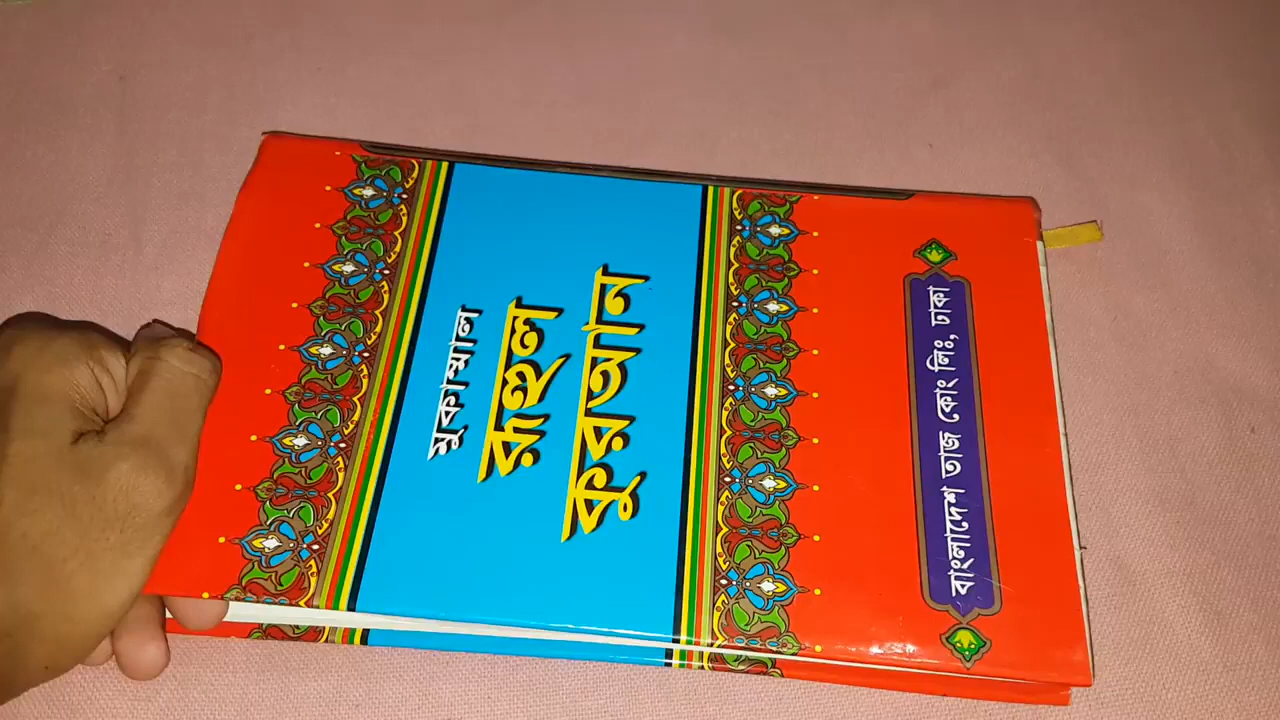 মুকাম্মাল
রূহুল
কুরআন
বাংলাদেশ তাজ কোং লিঃ, ঢাকা